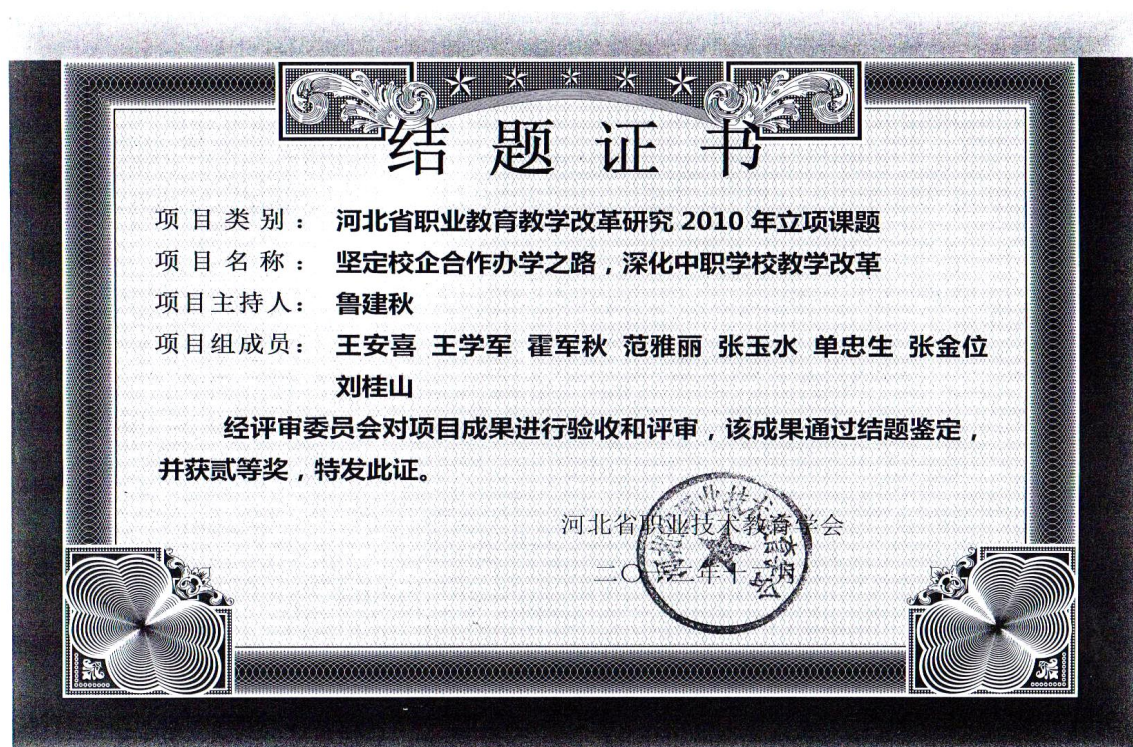 结题证书
项目类别： 河北省职业教育教学改革研究 2010 年立项课题
项目名称： 坚定校企合作办学之路，深化中职学校教学改革
项目主持人： 鲁建秋
项目组成员： 王安喜 王学军 霍军秋 范雅丽 张玉水 单忠生 张金位
刘桂山
经评审委员会对项目成果进行验收和评审，该成果通过结题鉴定，
并获贰等奖，特发此证。
河北省职业技术教育学会
二〇一二年十月